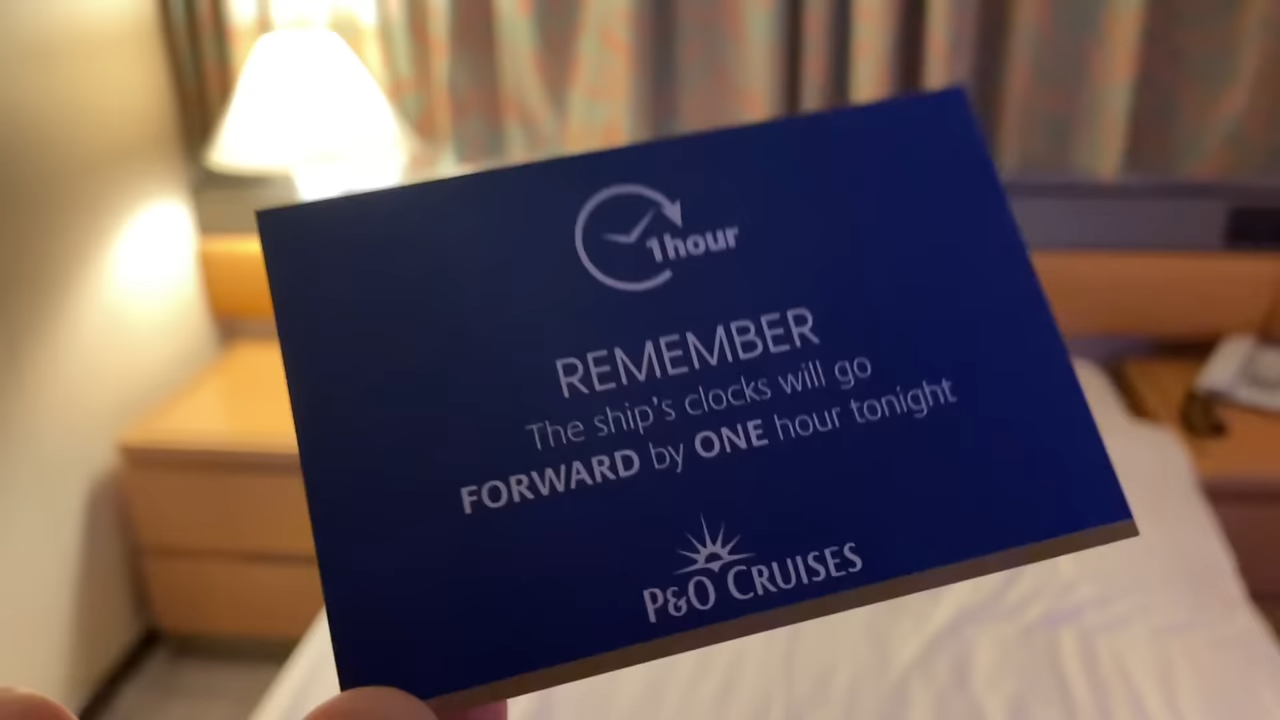 1hour
REMEMBER
The ship's clocks will go
FORWARD by ONE hour tonight
P&O CRUISES